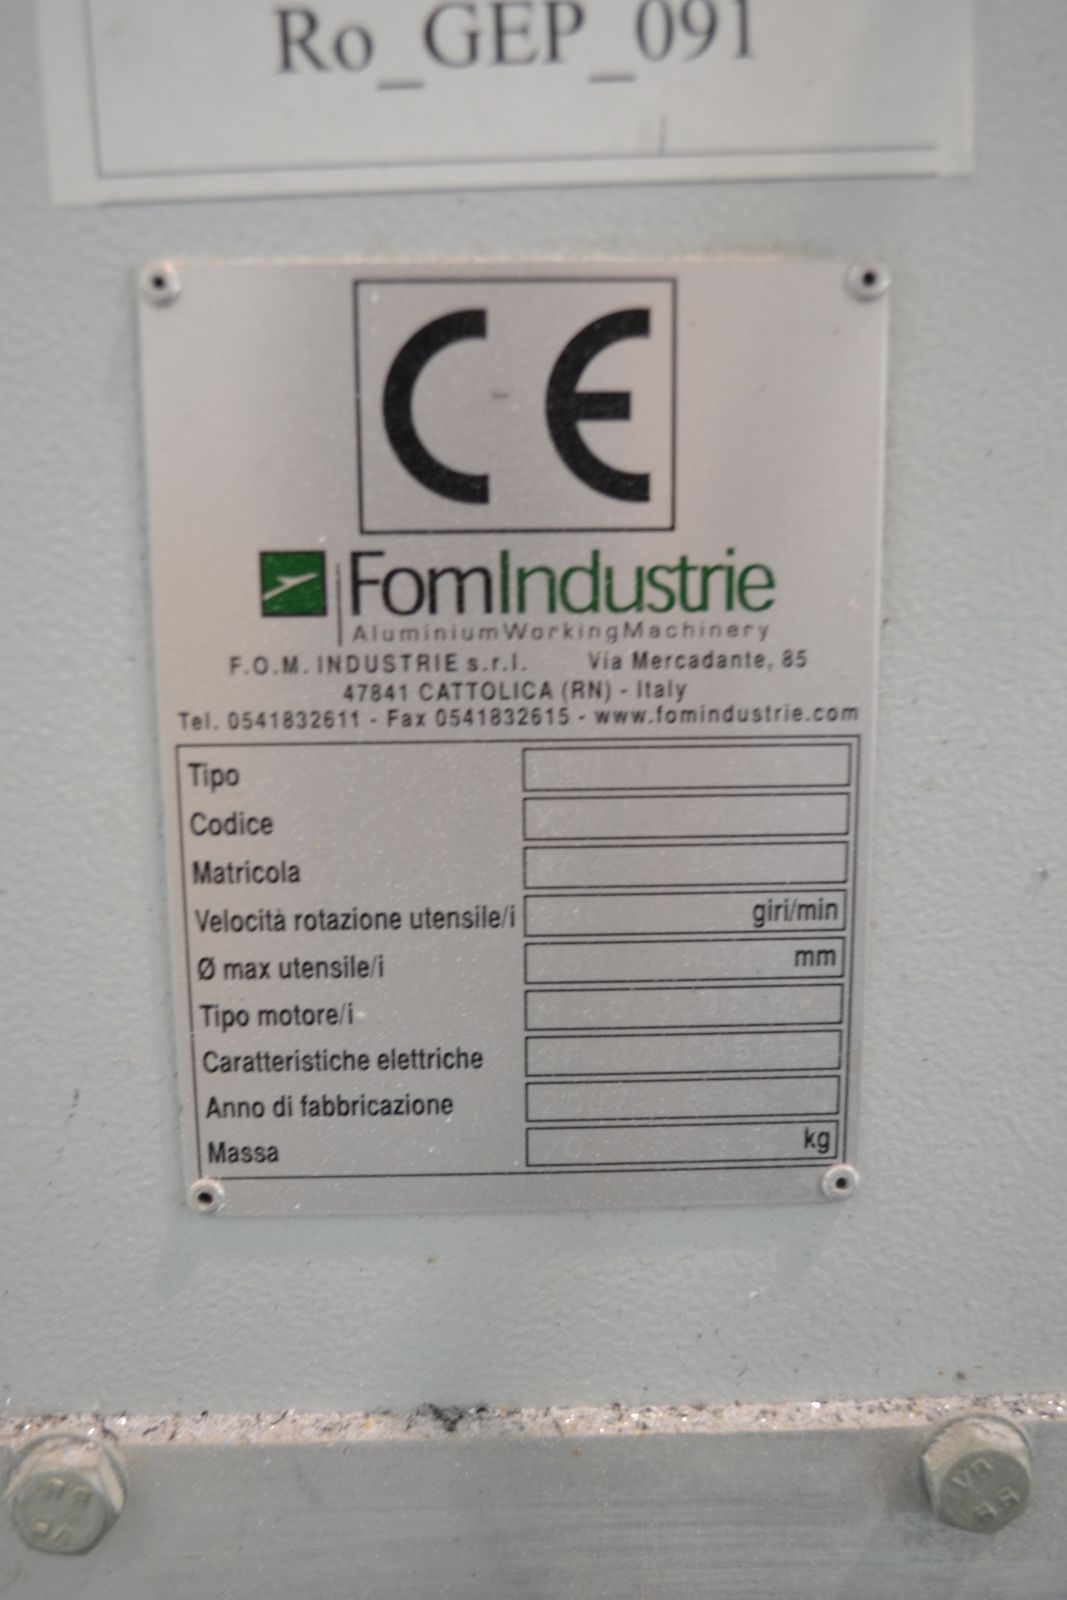 Ro_GEP_091
CE
FomIndustrie
AluminiumWorkingMachinery
F.O.M. INDUSTRIE s.r.l. Via Mercadante, 85
47841 CATTOLICA (RN) - Italy
Tel. 0541832611 - Fax 0541832615 - www.fomindustrie.com
Tipo
Codice
Matricola
Velocità rotazione utensile/i giri/min
Ø max utensile/i mm
Tipo motore/i
Caratteristiche elettriche
Anno di fabbricazione
Massa kg